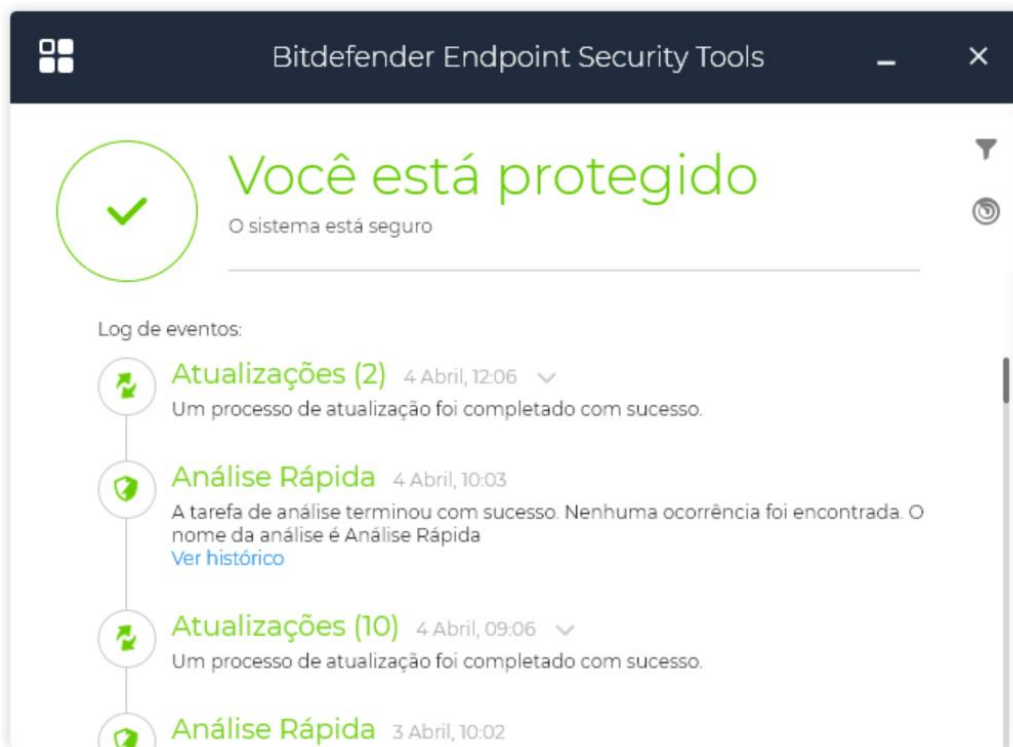 Bitdefender Endpoint Security Tools
Você está protegido
O sistema está seguro
Log de eventos:
Atualizações (2) 4 Abril, 12:06
Um processo de atualização foi completado com sucesso.
Análise Rápida 4 Abril, 10:03
A tarefa de análise terminou com sucesso. Nenhuma ocorrência foi encontrada. O
nome da análise é Análise Rápida
Ver histórico
Atualizações (10) 4 Abril, 09:06
Um processo de atualização foi completado com sucesso.
Análise Rápida 3 Abril, 10:02